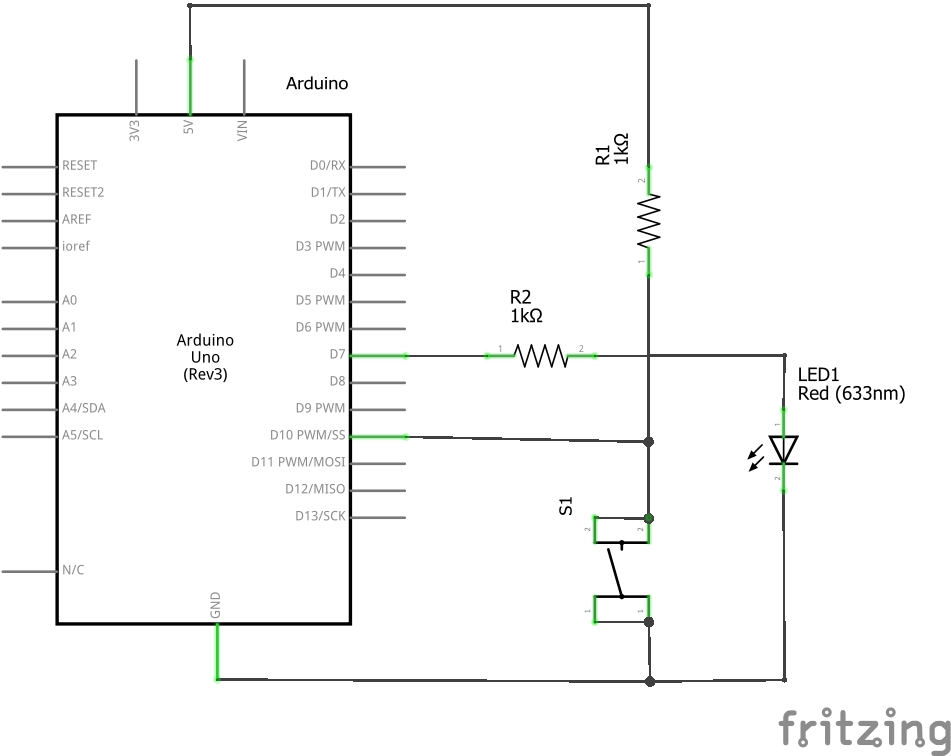 Arduino
3V3
5V
VIN
RESET
RESET2
AREF
ioref
A0
A1
A2
A3
A4/SDA
A5/SCL
N/C
Arduino
Uno
(Rev3)
D0/RX
D1/TX
D2
D3 PWM
D4
D5 PWM
D6 PWM
D7
D8
D9 PWM
D10 PWM/SS
D11 PWM/MOSI
D12/MISO
D13/SCK
GND
R1
1kΩ
2
1
R2
1kΩ
1
2
LED1
Red (633nm)
1
2
S1
2
2
1
1
fritzing